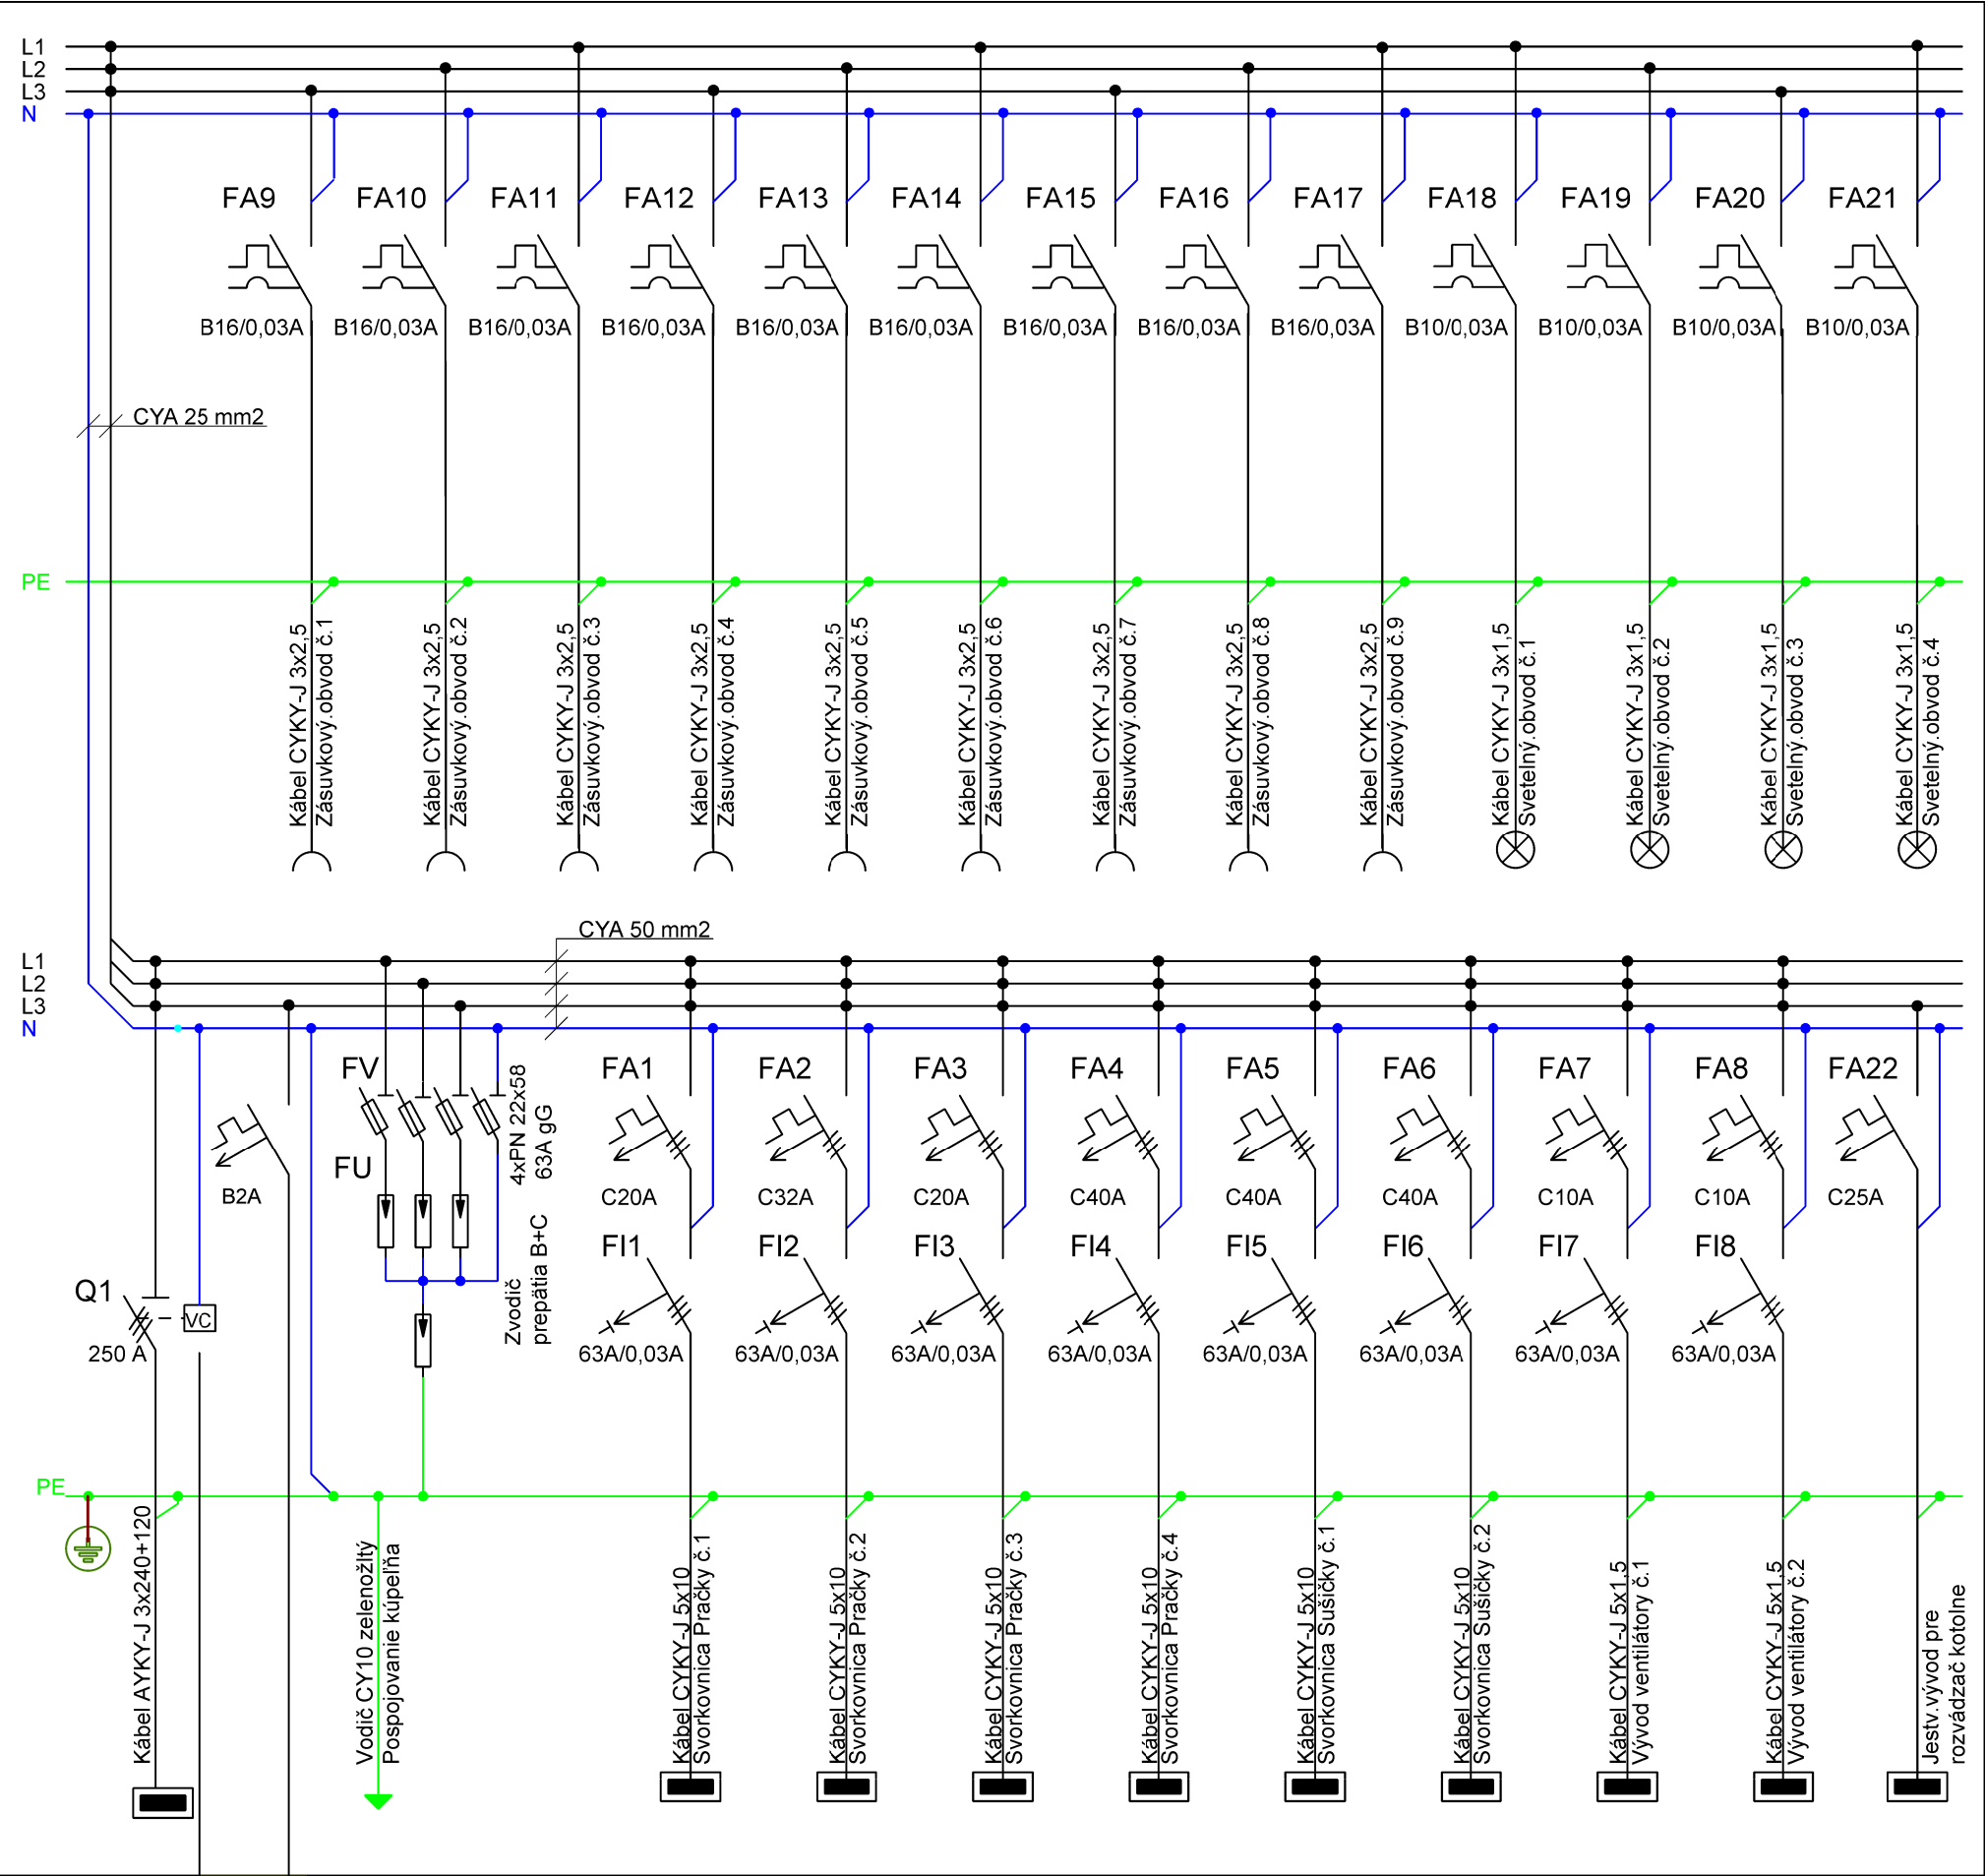 L1
L2
L3
N
FA9
FA10
FA11
FA12
FA13
FA14
FA15
FA16
FA17
FA18
FA19
FA20
FA21
B16/0,03A
B16/0,03A
B16/0,03A
B16/0,03A
B16/0,03A
B16/0,03A
B16/0,03A
B16/0,03A
B16/0,03A
B10/0,03A
B10/0,03A
B10/0,03A
B10/0,03A
CYA 25 mm2
PE
Kábel CYKY-J 3x2,5
Zásuvkový.obvod č.1
Kábel CYKY-J 3x2,5
Zásuvkový.obvod č.2
Kábel CYKY-J 3x2,5
Zásuvkový.obvod č.3
Kábel CYKY-J 3x2,5
Zásuvkový.obvod č.4
Kábel CYKY-J 3x2,5
Zásuvkový.obvod č.5
Kábel CYKY-J 3x2,5
Zásuvkový.obvod č.6
Kábel CYKY-J 3x2,5
Zásuvkový.obvod č.7
Kábel CYKY-J 3x2,5
Zásuvkový.obvod č.8
Kábel CYKY-J 3x2,5
Zásuvkový.obvod č.9
Kábel CYKY-J 3x1,5
Svetelný.obvod č.1
Kábel CYKY-J 3x1,5
Svetelný.obvod č.2
Kábel CYKY-J 3x1,5
Svetelný.obvod č.3
Kábel CYKY-J 3x1,5
Svetelný.obvod č.4
CYA 50 mm2
L1
L2
L3
N
FV
FA1
FA2
FA3
FA4
FA5
FA6
FA7
FA8
FA22
4xPN 22x58
63A gG
FU
B2A
C20A
C32A
C20A
C40A
C40A
C40A
C10A
C10A
C25A
FI1
FI2
FI3
FI4
FI5
FI6
FI7
FI8
Zvodič
prepätia B+C
Q1
VC
250 A
63A/0,03A
63A/0,03A
63A/0,03A
63A/0,03A
63A/0,03A
63A/0,03A
63A/0,03A
63A/0,03A
PE
Kábel AYKY-J 3x240+120
Vodič CY10 zelenožltý
Pospojovanie kúpeľňa
Kábel CYKY-J 5x10
Svorkovnica Pračky č.1
Kábel CYKY-J 5x10
Svorkovnica Pračky č.2
Kábel CYKY-J 5x10
Svorkovnica Pračky č.3
Kábel CYKY-J 5x10
Svorkovnica Pračky č.4
Kábel CYKY-J 5x10
Svorkovnica Sušičky č.1
Kábel CYKY-J 5x10
Svorkovnica Sušičky č.2
Kábel CYKY-J 5x1,5
Vývod ventilátory č.1
Kábel CYKY-J 5x1,5
Vývod ventilátory č.2
Jestv.vývod pre
rozvádzač kotolne